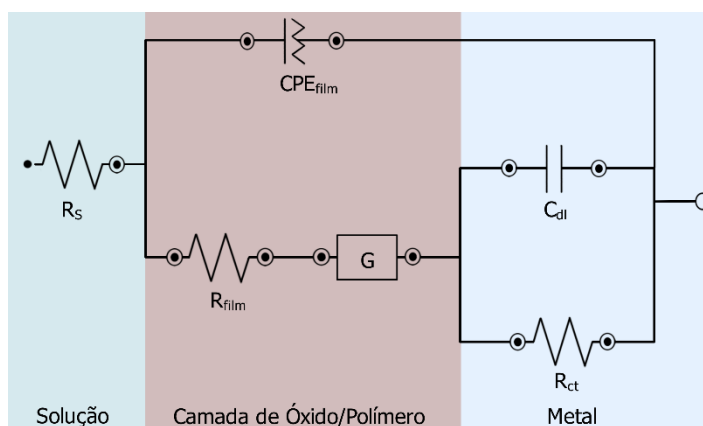 CPEfilm
RS
Cdl
G
Rfilm
Rct
Solução
Camada de Óxido/Polímero
Metal